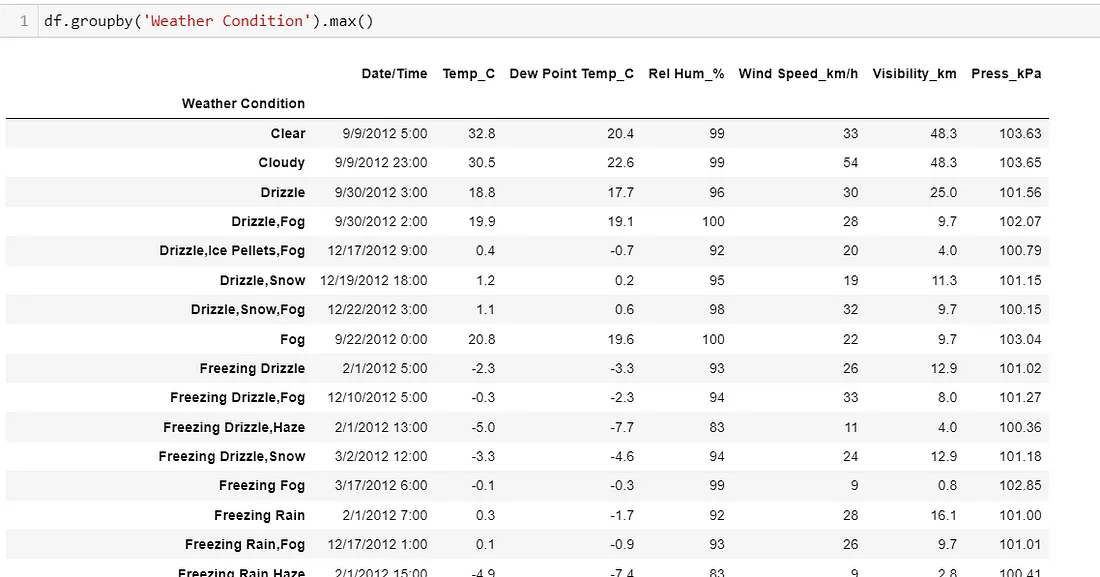 1 df.groupby('Weather Condition').max()
Date/Time Temp_C Dew Point Temp_C Rel Hum_% Wind Speed_km/h Visibility_km Press_kPa
Weather Condition
Clear 9/9/2012 5:00 32.8 20.4 99 33 48.3 103.63
Cloudy 9/9/2012 23:00 30.5 22.6 99 54 48.3 103.65
Drizzle 9/30/2012 3:00 18.8 17.7 96 30 25.0 101.56
Drizzle,Fog 9/30/2012 2:00 19.9 19.1 100 28 9.7 102.07
Drizzle,Ice Pellets,Fog 12/17/2012 9:00 0.4 -0.7 92 20 4.0 100.79
Drizzle,Snow 12/19/2012 18:00 1.2 0.2 95 19 11.3 101.15
Drizzle,Snow,Fog 12/22/2012 3:00 1.1 0.6 98 32 9.7 100.15
Fog 9/22/2012 0:00 20.8 19.6 100 22 9.7 103.04
Freezing Drizzle 2/1/2012 5:00 -2.3 -3.3 93 26 12.9 101.02
Freezing Drizzle,Fog 12/10/2012 5:00 -0.3 -2.3 94 33 8.0 101.27
Freezing Drizzle,Haze 2/1/2012 13:00 -5.0 -7.7 83 11 4.0 100.36
Freezing Drizzle,Snow 3/2/2012 12:00 -3.3 -4.6 94 24 12.9 101.18
Freezing Fog 3/17/2012 6:00 -0.1 -0.3 99 9 0.8 102.85
Freezing Rain 2/1/2012 7:00 0.3 -1.7 92 28 16.1 101.00
Freezing Rain,Fog 12/17/2012 1:00 0.1 -0.9 93 26 9.7 101.01
Freezing Rain,Haze 2/1/2012 15:00 -4.9 -7.4 83 9 2.8 100.41